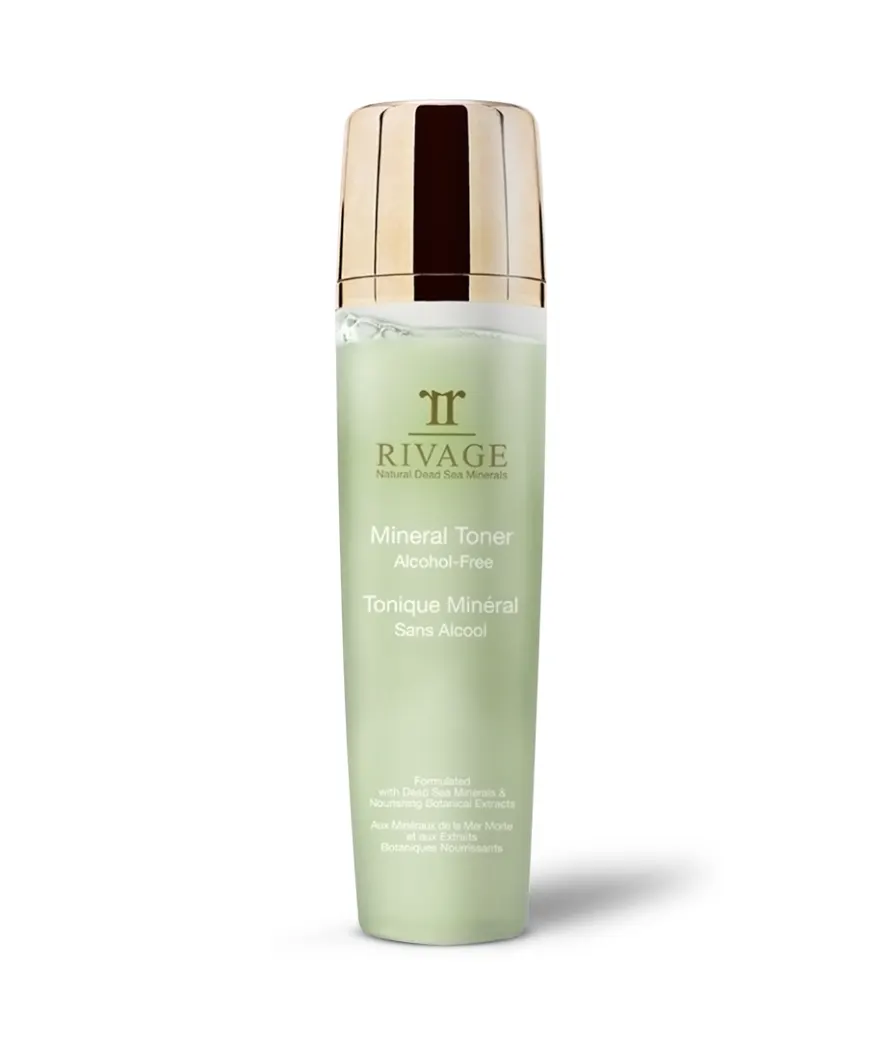 RIVAGE
Natural Dead Sea Minerals
Mineral Toner
Alcohol-Free
Tonique Minéral
Sans Alcool
Formulated
with Dead Sea Minerals &
Nourishing Botanical Extracts
Aux Minéraux de la Mer Morte
et aux Extraits
Botaniques Nourrissants